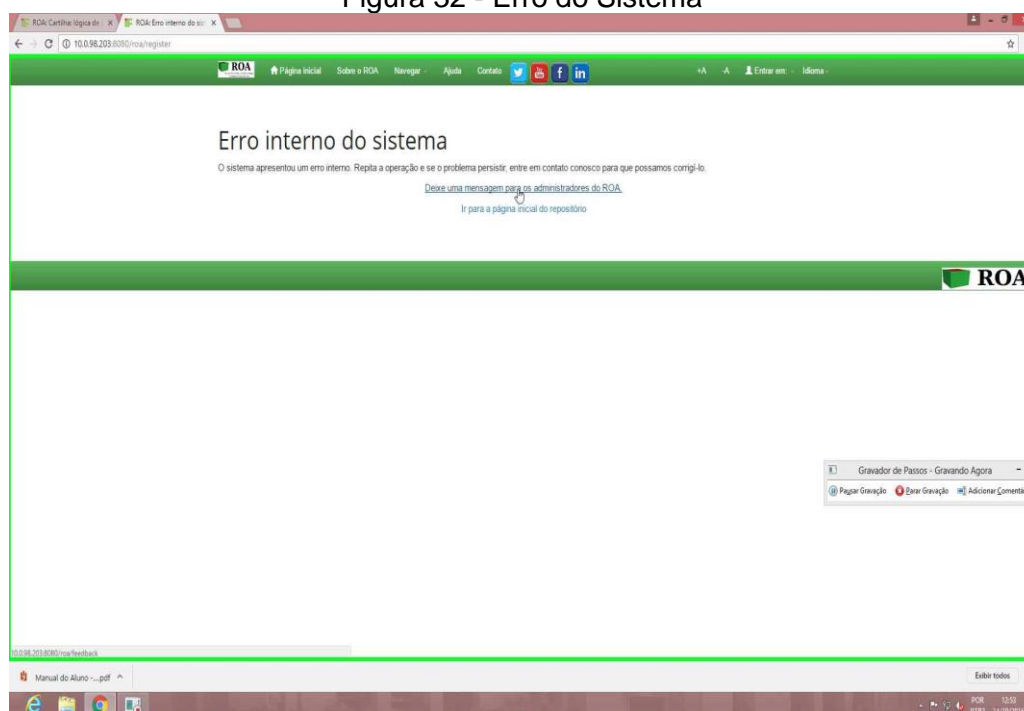 Figura 32 - Erro do Sistema
ROA: Cartilha: lógica de
ROA: Erro interno do sis
10.0.98.203:8080/roa/register
ROA
Página inicial Sobre o ROA Navegar Ajuda Contato +A -A Entrar em: Idioma
Erro interno do sistema
O sistema apresentou um erro interno. Repita a operação e se o problema persistir, entre em contato conosco para que possamos corrigí-lo.
Deixe uma mensagem para os administradores do ROA.
Ir para a página inicial do repositório
ROA
Gravador de Passos - Gravando Agora
Pausar Gravação Parar Gravação Adicionar Comentá
10.0.98.203:8080/roa/feedback
Manual do Aluno -....pdf
Exibir todos
POR 12:53